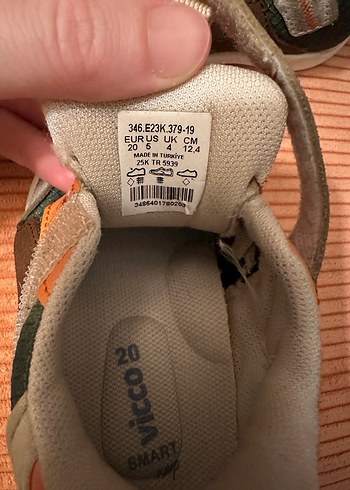 346.E23K.379-19
EUR US UK CM
20 5 4 12,4
MADE IN TURKİYE
25K TR 5939
vicco 20
SMART